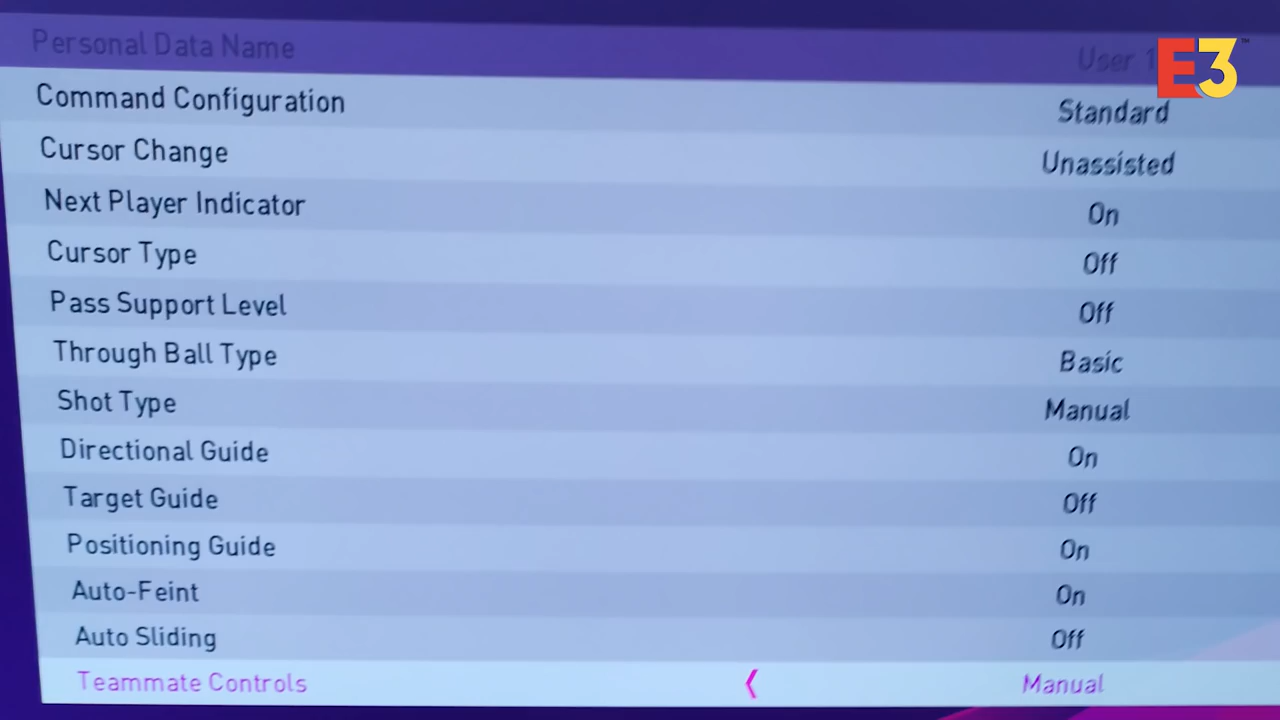 Personal Data Name User 1
E3™
Command Configuration Standard
Cursor Change Unassisted
Next Player Indicator On
Cursor Type Off
Pass Support Level Off
Through Ball Type Basic
Shot Type Manual
Directional Guide On
Target Guide Off
Positioning Guide On
Auto-Feint On
Auto Sliding Off
Teammate Controls Manual